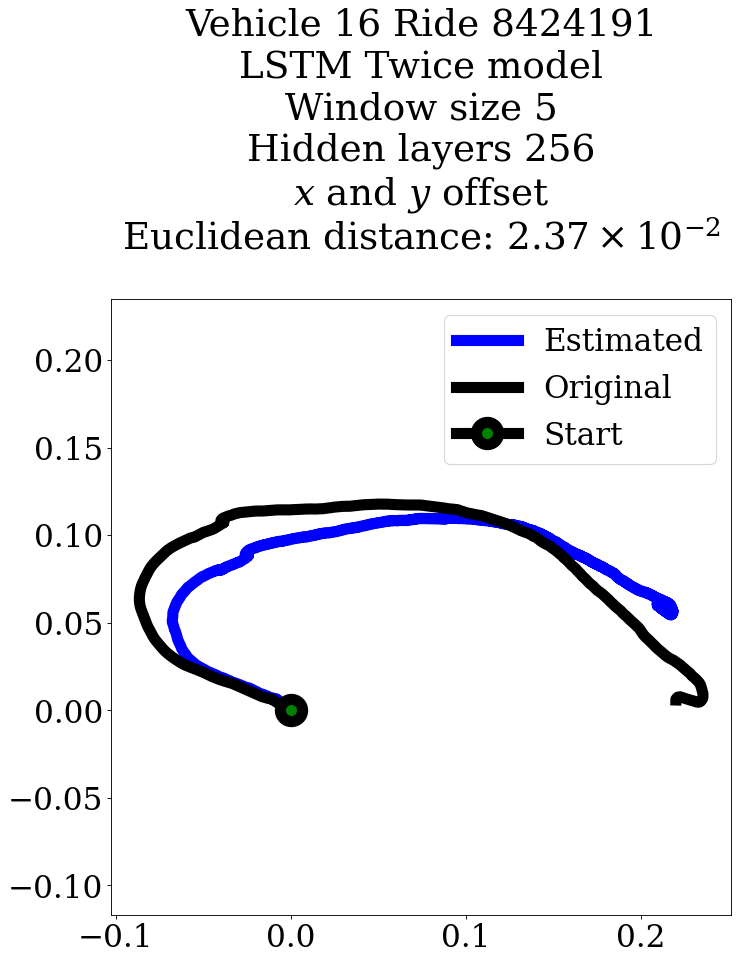 Vehicle 16 Ride 8424191
LSTM Twice model
Window size 5
Hidden layers 256
x and y offset
Euclidean distance: 2.37 × 10⁻²
Estimated
Original
Start
0.20
0.15
0.10
0.05
0.00
−0.05
−0.10
−0.1 0.0 0.1 0.2